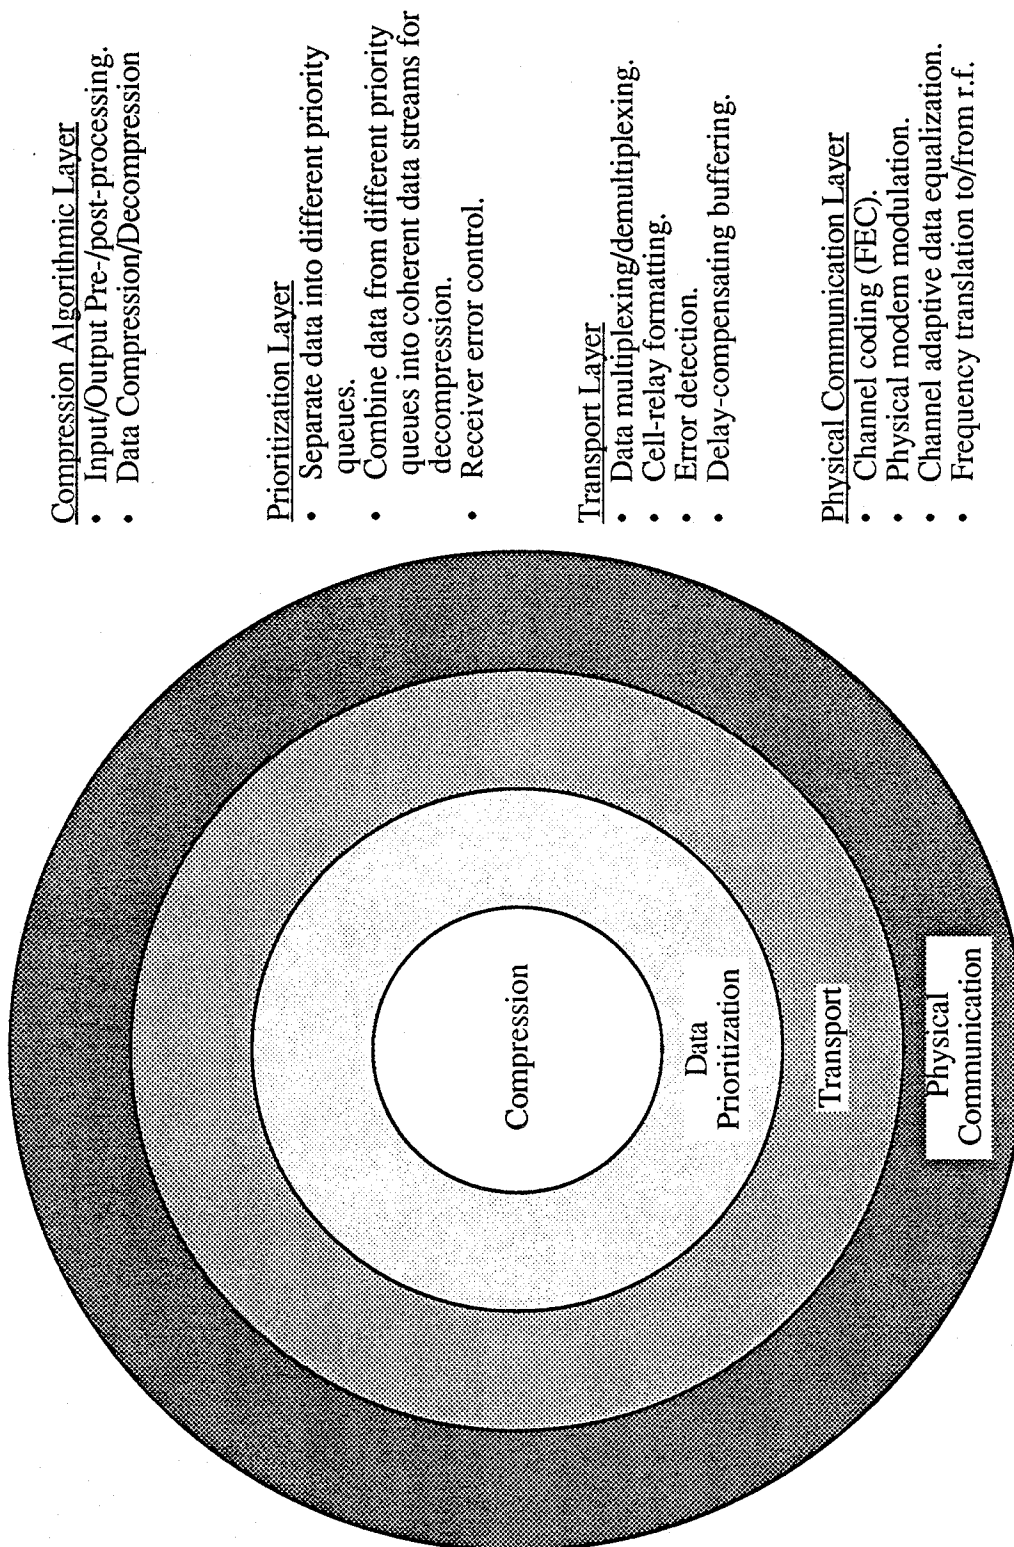 Compression
Data
Prioritization
Transport
Physical
Communication
Compression Algorithmic Layer
• Input/Output Pre-/post-processing.
• Data Compression/Decompression
Prioritization Layer
• Separate data into different priority
queues.
• Combine data from different priority
queues into coherent data streams for
decompression.
• Receiver error control.
Transport Layer
• Data multiplexing/demultiplexing.
• Cell-relay formatting.
• Error detection.
• Delay-compensating buffering.
Physical Communication Layer
• Channel coding (FEC).
• Physical modem modulation.
• Channel adaptive data equalization.
• Frequency translation to/from r.f.